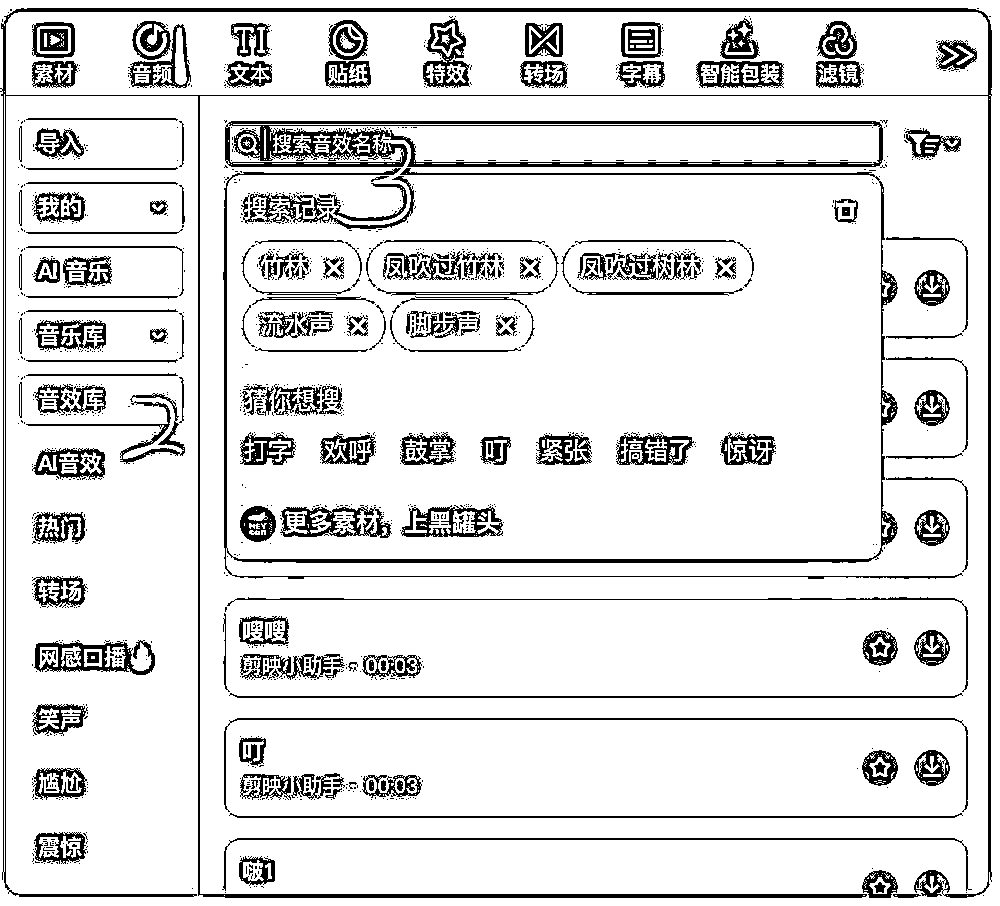 素材 音频 1 文本 贴纸 特效 转场 字幕 智能包装 滤镜
导入
我的
AI 音乐
音乐库
音效库 2
AI音效
热门
转场
网感口播
笑声
尴尬
震惊
搜索音效名称 3
搜索记录
竹林 风吹过竹林 风吹过树林
流水声 脚步声
猜你想搜
打字 欢呼 鼓掌 叮 紧张 搞错了 惊讶
更多素材，上黑罐头
嗖嗖
剪映小助手 - 00:03
叮
剪映小助手 - 00:03
啵1